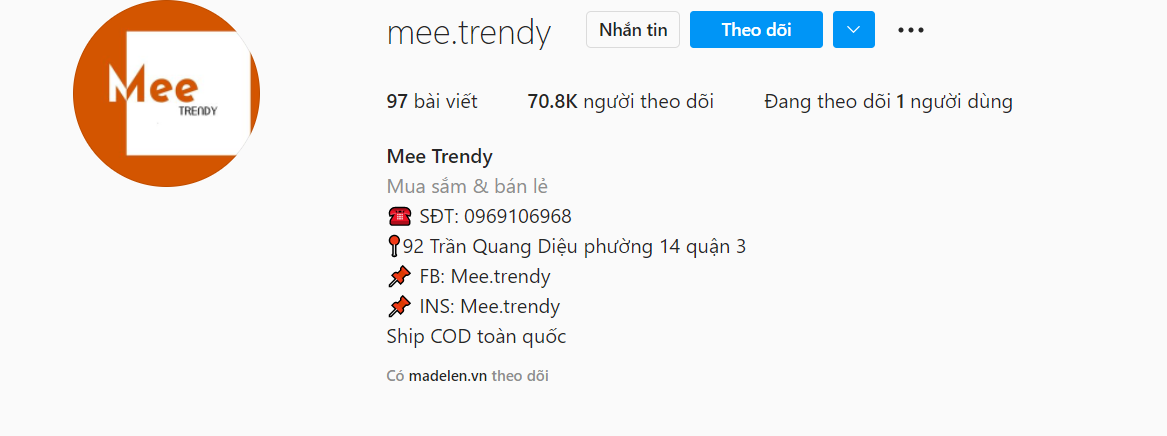 Mee
TRENDY
mee.trendy Nhắn tin Theo dõi
97 bài viết 70.8K người theo dõi Đang theo dõi 1 người dùng
Mee Trendy
Mua sắm & bán lẻ
☎️ SĐT: 0969106968
📍92 Trần Quang Diệu phường 14 quận 3
📌 FB: Mee.trendy
📌 INS: Mee.trendy
Ship COD toàn quốc
Có madelen.vn theo dõi